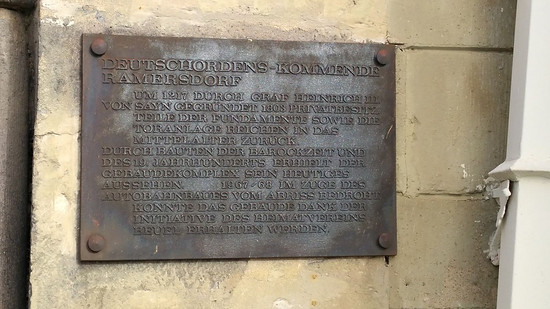 DEUTSCHORDENS-KOMMENDE
RAMERSDORF
UM 1217 DURCH GRAF HEINRICH III.
VON SAYN GEGRÜNDET 1803 PRIVATBESITZ.
TEILE DER FUNDAMENTE SOWIE DIE
TORANLAGE REICHEN IN DAS
MITTELALTER ZURÜCK.
DURCH BAUTEN DER BAROCKZEIT UND
DES 19. JAHRHUNDERTS ERHIELT DER
GEBÄUDEKOMPLEX SEIN HEUTIGES
AUSSEHEN. 1967-68 IM ZUGE DES
AUTOBAHNBAUES VOM ABRISS BEDROHT
KONNTE DAS GEBÄUDE DANK DER
INITIATIVE DES HEIMATVEREINS
BEUEL ERHALTEN WERDEN.